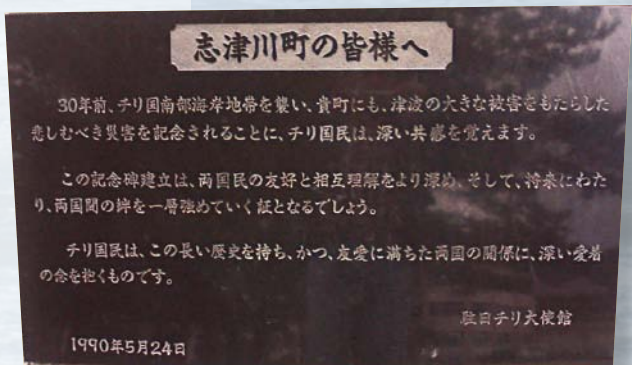 志津川町の皆様へ
30年前、チリ国南部海岸地帯を襲い、貴町にも、津波の大きな被害をもたらした
悲しむべき災害を記念されることに、チリ国民は、深い共感を覚えます。
この記念碑建立は、両国民の友好と相互理解をより深め、そして、将来にわた
り、両国間の絆を一層強めていく証となるでしょう。
チリ国民は、この長い歴史を持ち、かつ、友愛に満ちた両国の関係に、深い愛着
の念を抱くものです。
駐日チリ大使館
1990年5月24日